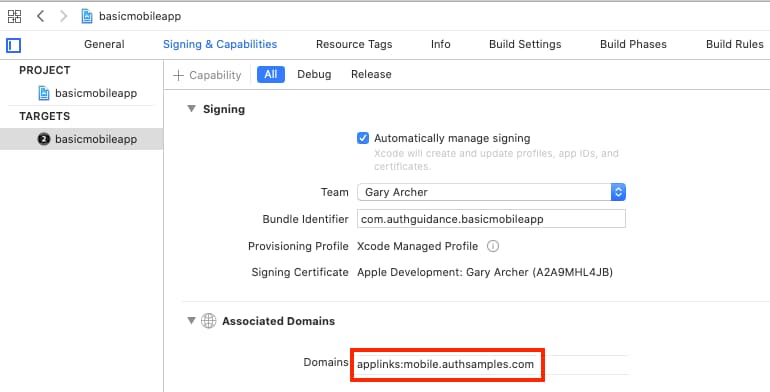 basicmobileapp
General Signing & Capabilities Resource Tags Info Build Settings Build Phases Build Rules
PROJECT
basicmobileapp
TARGETS
2 basicmobileapp
+ Capability All Debug Release
Signing
Automatically manage signing
Xcode will create and update profiles, app IDs, and
certificates.
Team Gary Archer
Bundle Identifier com.authguidance.basicmobileapp
Provisioning Profile Xcode Managed Profile
Signing Certificate Apple Development: Gary Archer (A2A9MHL4JB)
Associated Domains
Domains applinks:mobile.authsamples.com